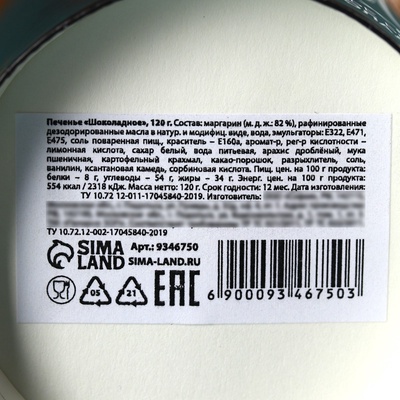 Печенье «Шоколадное», 120 г. Состав: маргарин (м. д. ж.: 82 %), рафинированные
дезодорированные масла в натур. и модифиц. виде, вода, эмульгаторы: Е322, Е471,
Е475, соль поваренная пищ., краситель – Е160а, аромат-р, рег-р кислотности –
лимонная кислота, сахар белый, вода питьевая, арахис дроблёный, мука
пшеничная, картофельный крахмал, какао-порошок, разрыхлитель, соль,
ванилин, ксантановая камедь, сорбиновая кислота. Пищ. цен. на 100 г продукта:
белки – 8 г, углеводы – 54 г, жиры – 34 г. Энерг. цен. на 100 г продукта:
554 ккал / 2318 кДж. Масса нетто: 120 г. Срок годности: 12 мес. Дата изготовления:
ТУ 10.72 12-011-17045840-2019. Изготовитель:
ТУ 10.72.12-002-17045840-2019
SIMA LAND
Арт.: 9346750
SIMA-LAND.RU
05
21
EAC
6 900093 467503